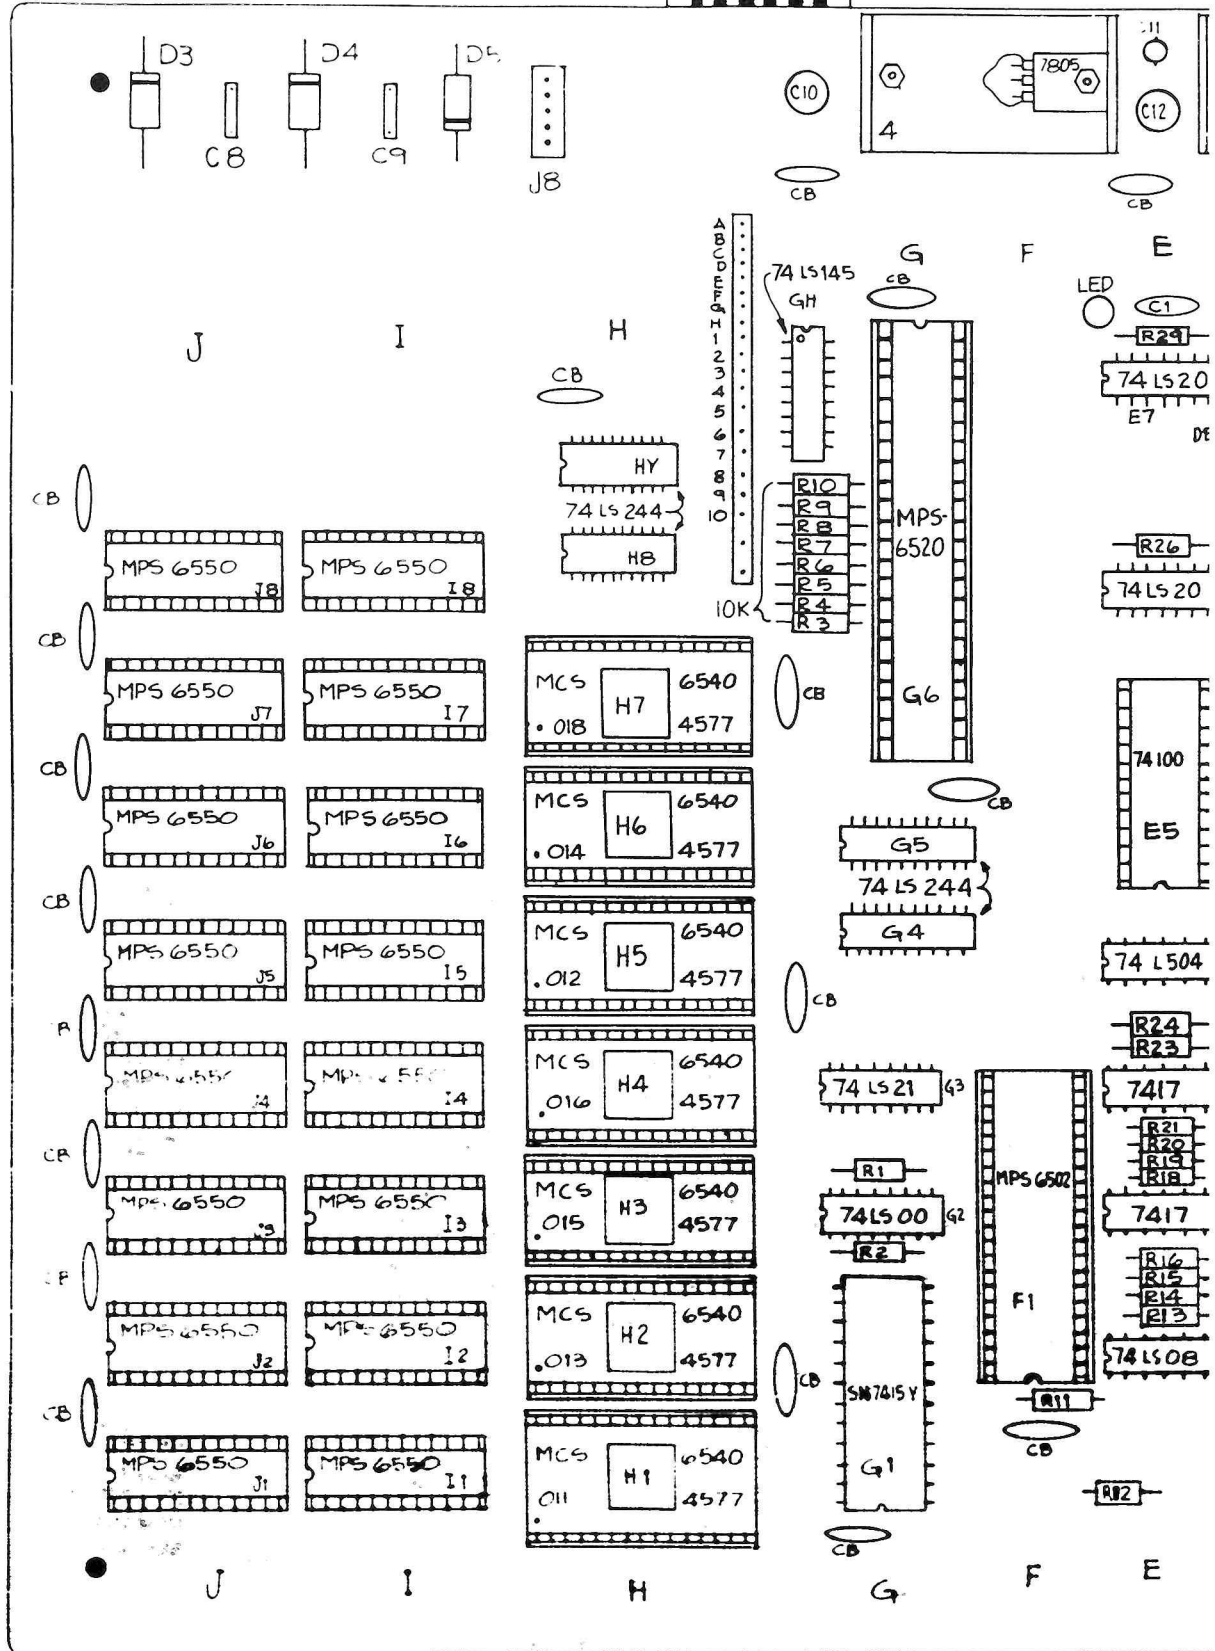 D3
D4
D5
C8
C9
J8
C10
4
7805
C11
C12
CB
CB
G
F
E
J
I
H
A
B
C
D
E
F
G
H
1
2
3
4
5
6
7
8
9
10
74 LS145
GH
CB
LED
C1
R29
74 LS20
E7
CB
HY
74 LS 244
H8
R10
R9
R8
R7
R6
R5
R4
R3
10K
MPS-
6520
G6
R26
74 LS20
CB
MPS 6550
J8
MPS 6550
I8
CB
MPS 6550
J7
MPS 6550
I7
MCS 6540
H7
.018 4577
CB
74100
E5
CB
CB
MPS 6550
J6
MPS 6550
I6
MCS 6540
H6
.014 4577
G5
74 LS 244
G4
CB
MPS 6550
J5
MPS 6550
I5
MCS 6540
H5
.012 4577
CB
74 LS04
R24
R23
MPS 6550
J4
I4
MCS 6540
H4
.016 4577
74 LS21 G3
7417
R21
R20
R19
R18
CB
MPS 6550
J3
MPS 6550
I3
MCS 6540
H3
.015 4577
R1
74LS00 G2
R2
MPS 6502
F1
7417
R16
R15
R14
R13
MPS 6550
J2
MPS 6550
I2
MCS 6540
H2
.013 4577
CB
G1
74 LS08
R11
CB
CB
MPS 6550
J1
MPS 6550
I1
MCS 6540
H1
011 4577
R12
CB
J
I
H
G
F
E